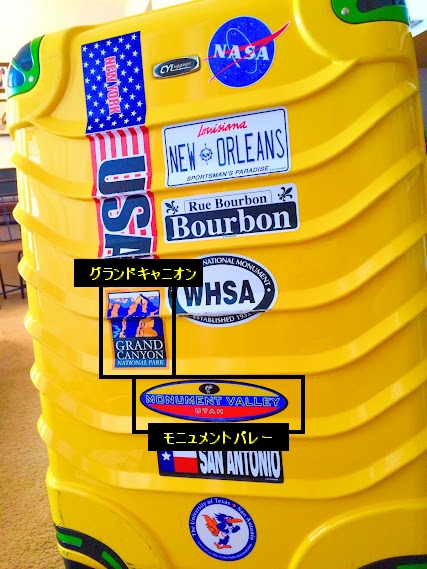 NASA
NEW YORK
USA
CYLuggage
Louisiana
NEW ORLEANS
SPORTSMAN'S PARADISE
Rue Bourbon
Bourbon
NATIONAL MONUMENT
WHSA
ESTABLISHED 1933
グランドキャニオン
GRAND
CANYON
NATIONAL PARK
MONUMENT VALLEY
UTAH
モニュメントバレー
SAN ANTONIO
The University of Texas
San Antonio